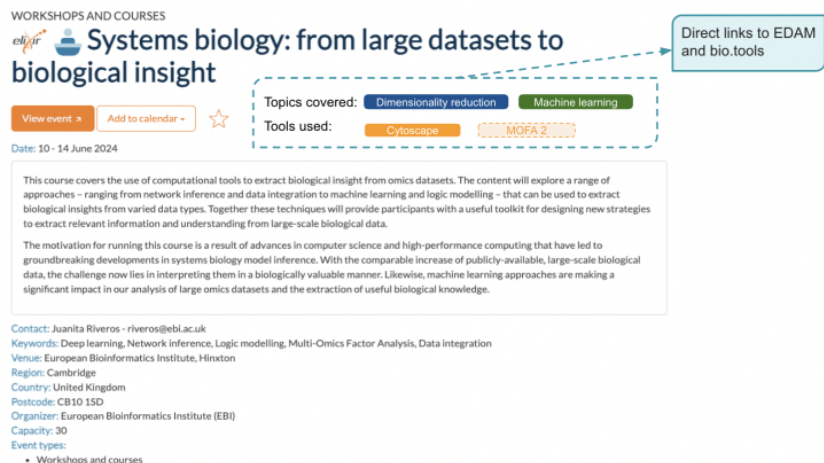 WORKSHOPS AND COURSES
elixir Systems biology: from large datasets to
biological insight
Direct links to EDAM
and bio.tools
Topics covered: Dimensionality reduction Machine learning
Tools used: Cytoscape MOFA 2
View event Add to calendar
Date: 10 - 14 June 2024
This course covers the use of computational tools to extract biological insight from omics datasets. The content will explore a range of
approaches – ranging from network inference and data integration to machine learning and logic modelling – that can be used to extract
biological insights from varied data types. Together these techniques will provide participants with a useful toolkit for designing new strategies
to extract relevant information and understanding from large-scale biological data.
The motivation for running this course is a result of advances in computer science and high-performance computing that have led to
groundbreaking developments in systems biology model inference. With the comparable increase of publicly-available, large-scale biological
data, the challenge now lies in interpreting them in a biologically valuable manner. Likewise, machine learning approaches are making a
significant impact in our analysis of large omics datasets and the extraction of useful biological knowledge.
Contact: Juanita Riveros - riveros@ebi.ac.uk
Keywords: Deep learning, Network inference, Logic modelling, Multi-Omics Factor Analysis, Data integration
Venue: European Bioinformatics Institute, Hinxton
Region: Cambridge
Country: United Kingdom
Postcode: CB10 1SD
Organizer: European Bioinformatics Institute (EBI)
Capacity: 30
Event types:
• Workshops and courses